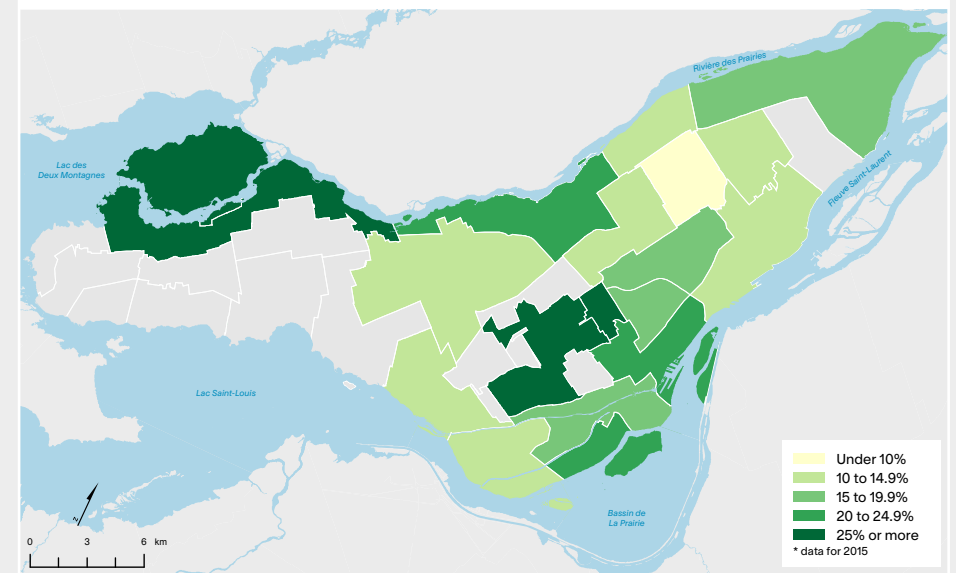 Rivière des Prairies
Lac des
Deux Montagnes
Fleuve Saint-Laurent
Lac Saint-Louis
Bassin de
La Prairie
N
0 3 6 km
Under 10%
10 to 14.9%
15 to 19.9%
20 to 24.9%
25% or more
* data for 2015